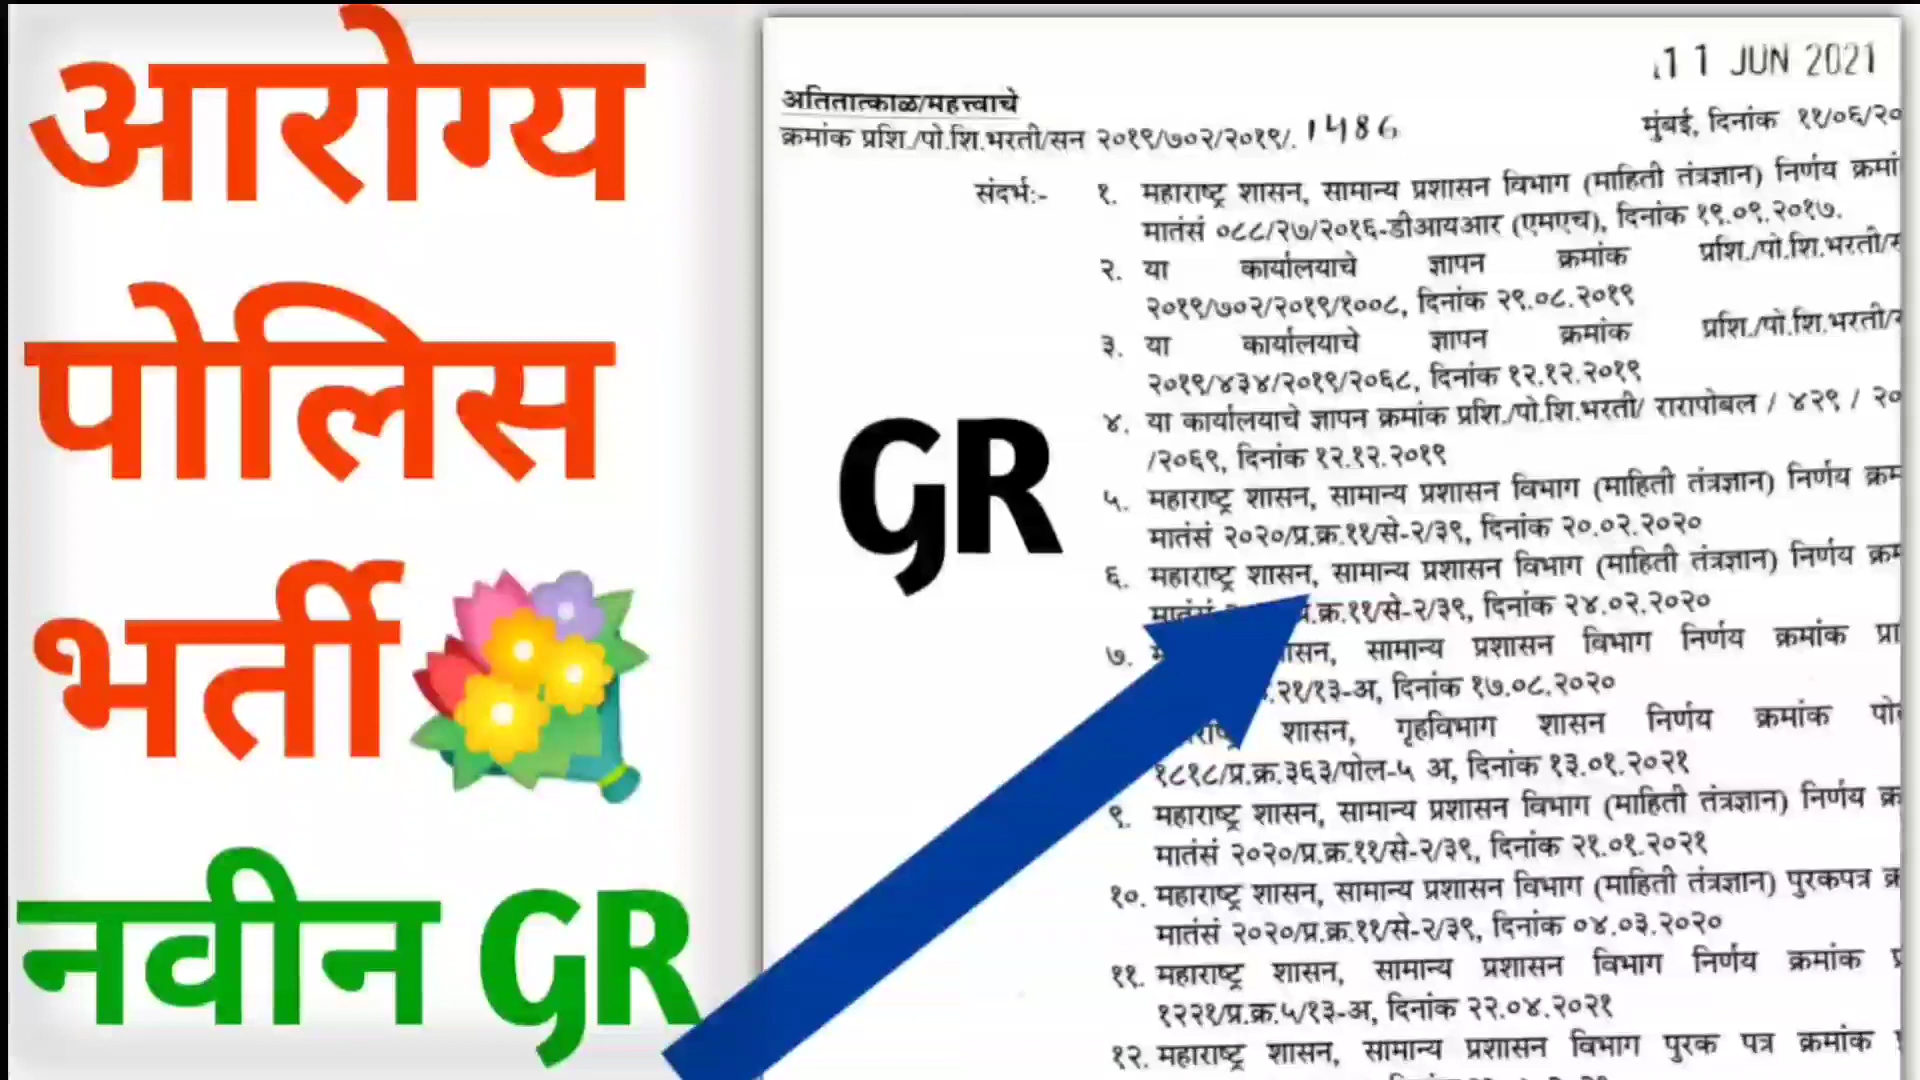 आरोग्य
पोलिस
भर्ती
नवीन GR
GR
11 JUN 2021
अतितात्काळ/महत्त्वाचे
क्रमांक प्रशि./पो.शि.भरती/सन २०१९/७०२/२०१९/. 1486
मुंबई, दिनांक ११/०६/२०
संदर्भ:-
१. महाराष्ट्र शासन, सामान्य प्रशासन विभाग (माहिती तंत्रज्ञान) निर्णय
मातंसं ०८८/२७/२०१६-डीआयआर (एमएच), दिनांक १९.०९.२०१७.
२. या कार्यालयाचे ज्ञापन क्रमांक प्रशि./पो.शि.भरती/
२०१९/७०२/२०१९/१००८, दिनांक २९.०८.२०१९
३. या कार्यालयाचे ज्ञापन क्रमांक प्रशि./पो.शि.भरती/
२०१९/४३४/२०१९/२०६८, दिनांक १२.१२.२०१९
४. या कार्यालयाचे ज्ञापन क्रमांक प्रशि./पो.शि.भरती/ रारापोबल / ४२९ / २०
/२०६९, दिनांक १२.१२.२०१९
५. महाराष्ट्र शासन, सामान्य प्रशासन विभाग (माहिती तंत्रज्ञान) निर्णय
मातंसं २०२०/प्र.क्र.११/से-२/३९, दिनांक २०.०२.२०२०
६. महाराष्ट्र शासन, सामान्य प्रशासन विभाग (माहिती तंत्रज्ञान) निर्णय
क्र.११/से-२/३९, दिनांक २४.०२.२०२०
७. सामान्य प्रशासन विभाग निर्णय क्रमांक
२१/१३-अ, दिनांक १७.०८.२०२०
शासन, गृहविभाग शासन निर्णय क्रमांक
१८१८/प्र.क्र.३६३/पोल-५ अ, दिनांक १३.०१.२०२१
९. महाराष्ट्र शासन, सामान्य प्रशासन विभाग (माहिती तंत्रज्ञान) निर्णय
मातंसं २०२०/प्र.क्र.११/से-२/३९, दिनांक २१.०१.२०२१
१०. महाराष्ट्र शासन, सामान्य प्रशासन विभाग (माहिती तंत्रज्ञान) पुरकपत्र
मातंसं २०२०/प्र.क्र.११/से-२/३९, दिनांक ०४.०३.२०२०
११. महाराष्ट्र शासन, सामान्य प्रशासन विभाग निर्णय क्रमांक
१२२१/प्र.क्र.५/१३-अ, दिनांक २२.०४.२०२१
१२. महाराष्ट्र शासन, सामान्य प्रशासन विभाग पुरक पत्र क्रमांक